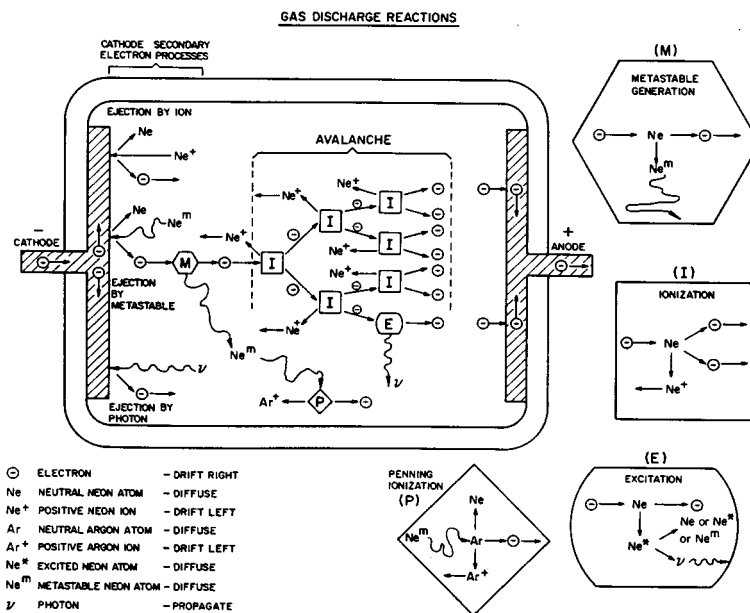 GAS DISCHARGE REACTIONS
CATHODE SECONDARY
ELECTRON PROCESSES
EJECTION BY ION
Ne
Ne+
⊖
Ne
Nem
−
CATHODE
⊖
⊖
⊖
EJECTION
BY
METASTABLE
⊖
M
⊖
ν
EJECTION BY
PHOTON
⊖
AVALANCHE
Ne+
I
⊖
⊖
Ne+
I
⊖
Ne+
I
⊖
⊖
Ne+
I
⊖
⊖
Ne+
I
⊖
⊖
Ne+
I
⊖
E
⊖
ν
Nem
Ar+
P
⊖
⊖
⊖
⊖
⊖
+
ANODE
⊖
(M)
METASTABLE
GENERATION
⊖ Ne ⊖
Nem
(I)
IONIZATION
⊖
⊖ Ne
⊖
Ne+
(E)
EXCITATION
⊖ Ne ⊖
Ne or Ne*
or Nem
Ne*
ν
PENNING
IONIZATION
(P)
Ne
Nem Ar ⊖
Ar+
⊖ ELECTRON – DRIFT RIGHT
Ne NEUTRAL NEON ATOM – DIFFUSE
Ne+ POSITIVE NEON ION – DRIFT LEFT
Ar NEUTRAL ARGON ATOM – DIFFUSE
Ar+ POSITIVE ARGON ION – DRIFT LEFT
Ne* EXCITED NEON ATOM – DIFFUSE
Nem METASTABLE NEON ATOM – DIFFUSE
ν PHOTON – PROPAGATE